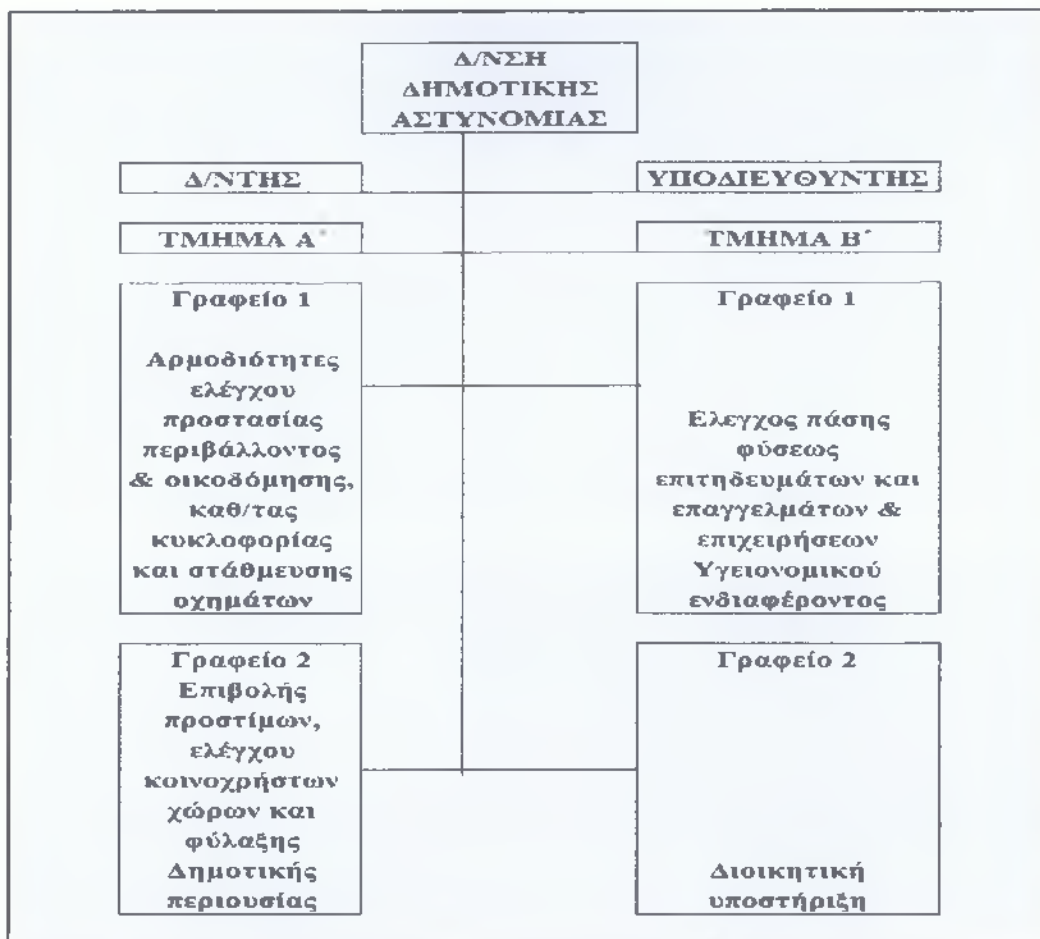 Δ/ΝΣΗ
ΔΗΜΟΤΙΚΗΣ
ΑΣΤΥΝΟΜΙΑΣ
Δ/ΝΤΗΣ
ΥΠΟΔΙΕΥΘΥΝΤΗΣ
ΤΜΗΜΑ Α΄
ΤΜΗΜΑ Β΄
Γραφείο 1
Αρμοδιότητες
ελέγχου
προστασίας
περιβάλλοντος
& οικοδόμησης,
καθ/τας
κυκλοφορίας
και στάθμευσης
οχημάτων
Γραφείο 1
Ελεγχος πάσης
φύσεως
επιτηδευμάτων και
επαγγελμάτων &
επιχειρήσεων
Υγειονομικού
ενδιαφέροντος
Γραφείο 2
Επιβολής
προστίμων,
ελέγχου
κοινοχρήστων
χώρων και
φύλαξης
Δημοτικής
περιουσίας
Γραφείο 2
Διοικητική
υποστήριξη